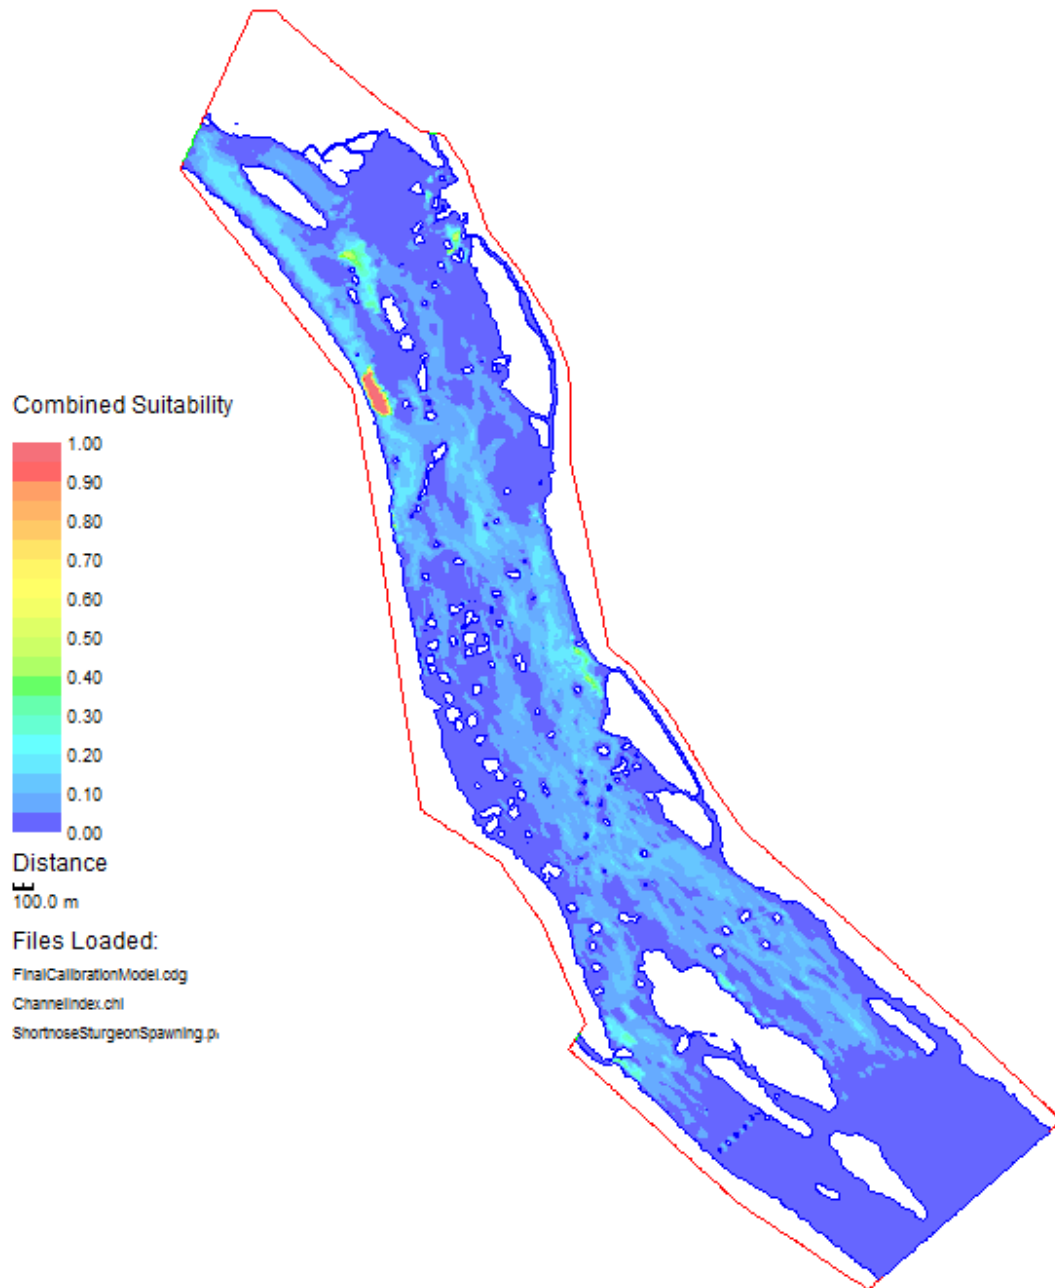 Combined Suitability
1.00
0.90
0.80
0.70
0.60
0.50
0.40
0.30
0.20
0.10
0.00
Distance
100.0 m
Files Loaded:
FinalCalibrationModel.cdg
ChannelIndex.chi
ShortnoseSturgeonSpawning.p